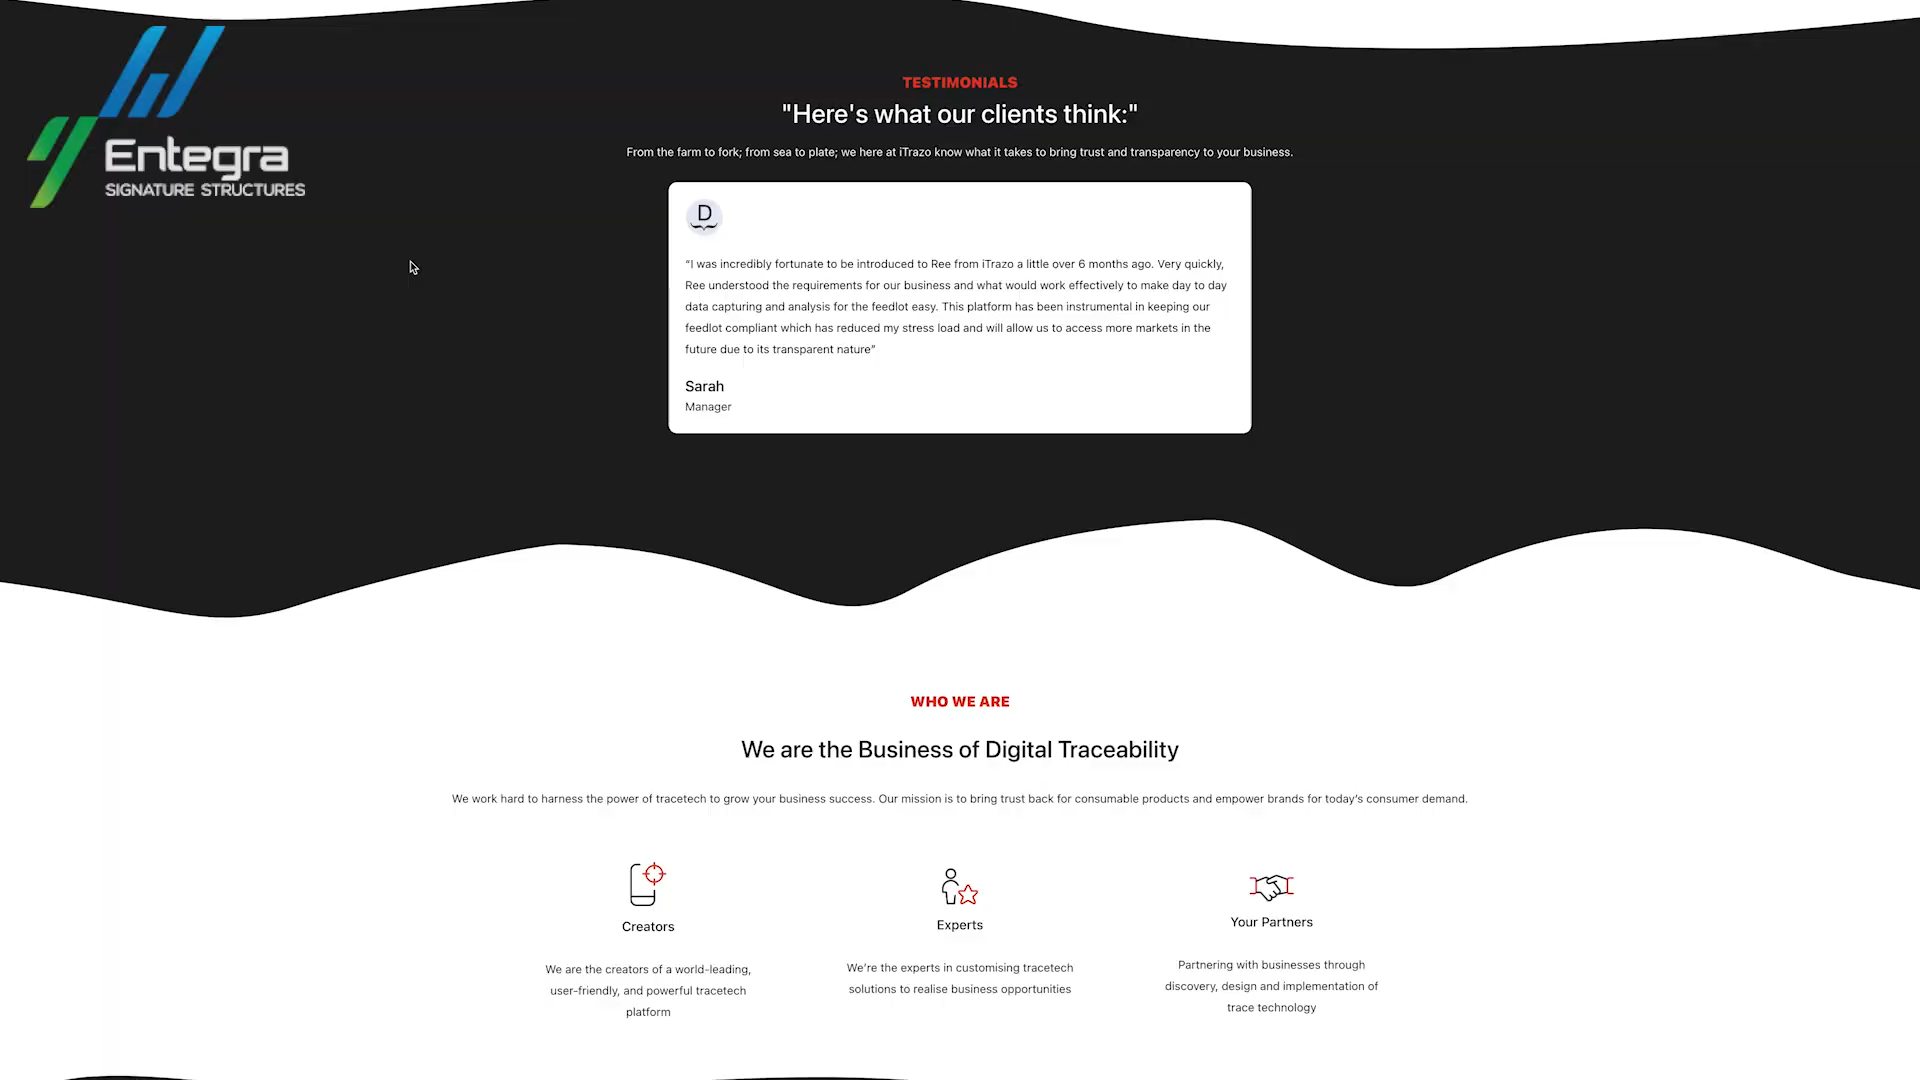 Entegra
SIGNATURE STRUCTURES
TESTIMONIALS
"Here's what our clients think:"
From the farm to fork; from sea to plate; we here at iTrazo know what it takes to bring trust and transparency to your business.
D
“I was incredibly fortunate to be introduced to Ree from iTrazo a little over 6 months ago. Very quickly,
Ree understood the requirements for our business and what would work effectively to make day to day
data capturing and analysis for the feedlot easy. This platform has been instrumental in keeping our
feedlot compliant which has reduced my stress load and will allow us to access more markets in the
future due to its transparent nature”
Sarah
Manager
WHO WE ARE
We are the Business of Digital Traceability
We work hard to harness the power of tracetech to grow your business success. Our mission is to bring trust back for consumable products and empower brands for today’s consumer demand.
Creators
We are the creators of a world-leading,
user-friendly, and powerful tracetech
platform
Experts
We’re the experts in customising tracetech
solutions to realise business opportunities
Your Partners
Partnering with businesses through
discovery, design and implementation of
trace technology